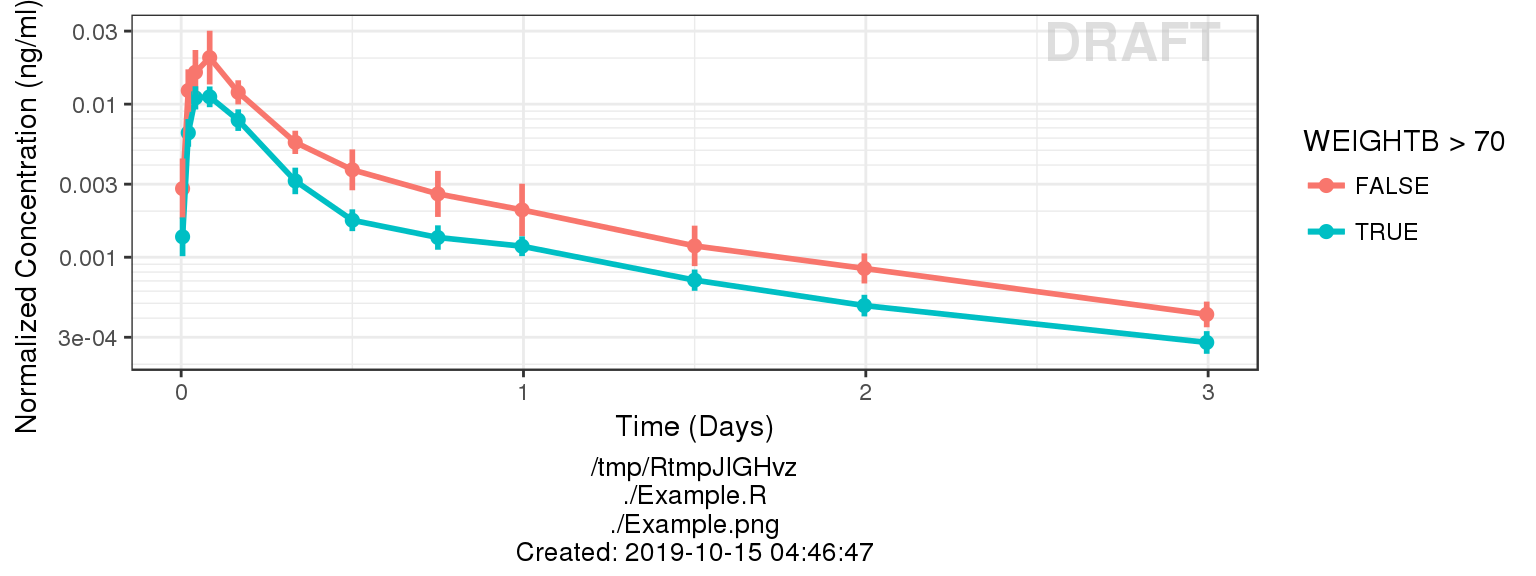 DRAFT
Normalized Concentration (ng/ml)
0.03
0.01
0.003
0.001
3e-04
0
1
2
3
Time (Days)
WEIGHTB > 70
FALSE
TRUE
/tmp/RtmpJIGHvz
./Example.R
./Example.png
Created: 2019-10-15 04:46:47